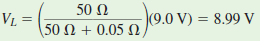 V_L = (50 Ω / 50 Ω + 0.05 Ω)(9.0 V) = 8.99 V